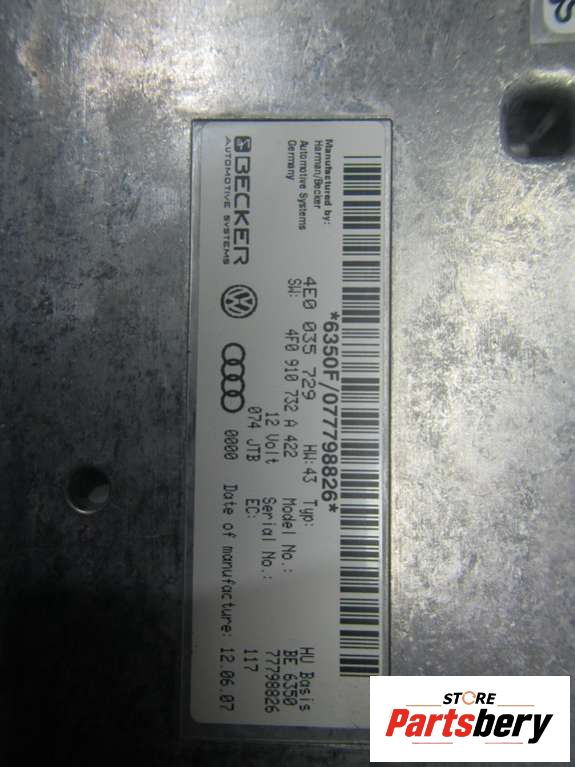 Manufactured by:
Harman/Becker
Automotive Systems
Germany
*6350F/077798826*
4E0 035 729 HW:43 Typ: HU Basis
SW: 4F0 910 732 A 422 Model No.: BE 6350
12 Volt Serial No.: 77798826
074 JTB EC: 117
BECKER
AUTOMOTIVE SYSTEMS
0000 Date of manufacture: 12.06.07
STORE
Partsbery